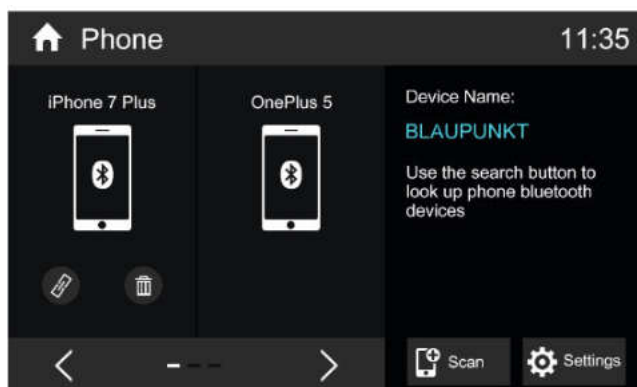 Phone
11:35
iPhone 7 Plus
OnePlus 5
Device Name:
BLAUPUNKT
Use the search button to
look up phone bluetooth
devices
Scan
Settings